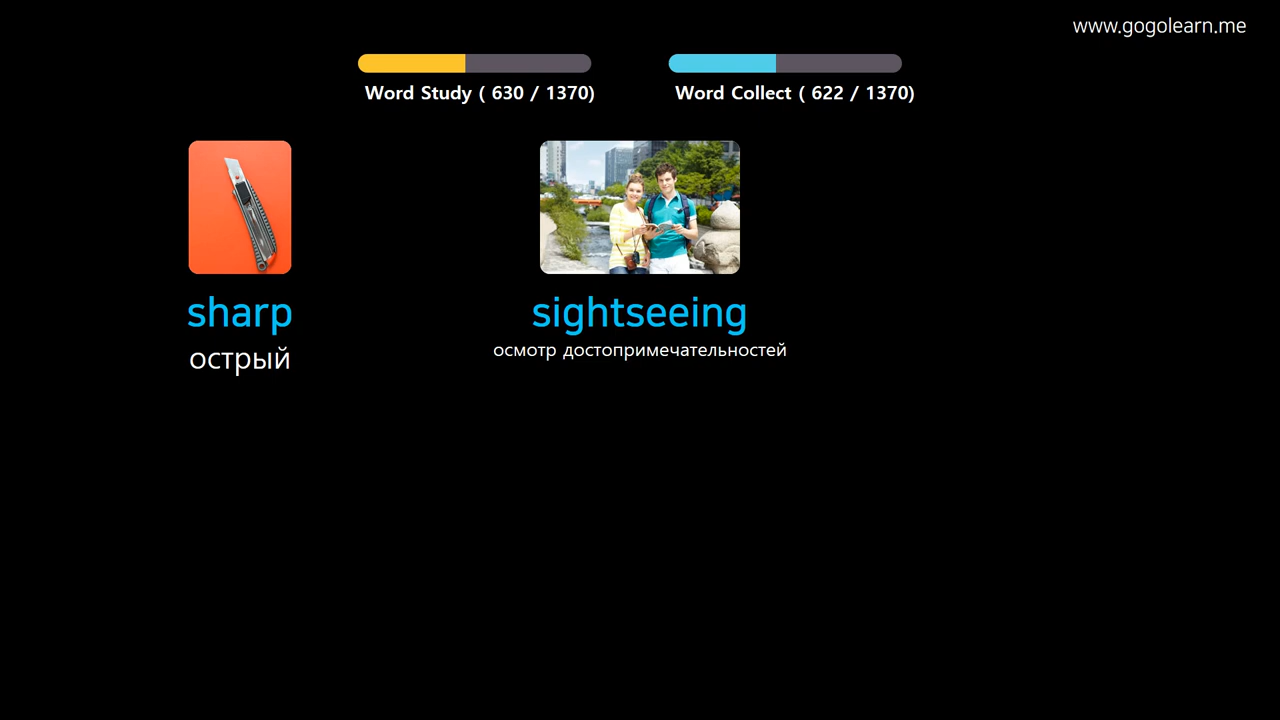 www.gogolearn.me
Word Study ( 630 / 1370)
Word Collect ( 622 / 1370)
sharp
острый
sightseeing
осмотр достопримечательностей